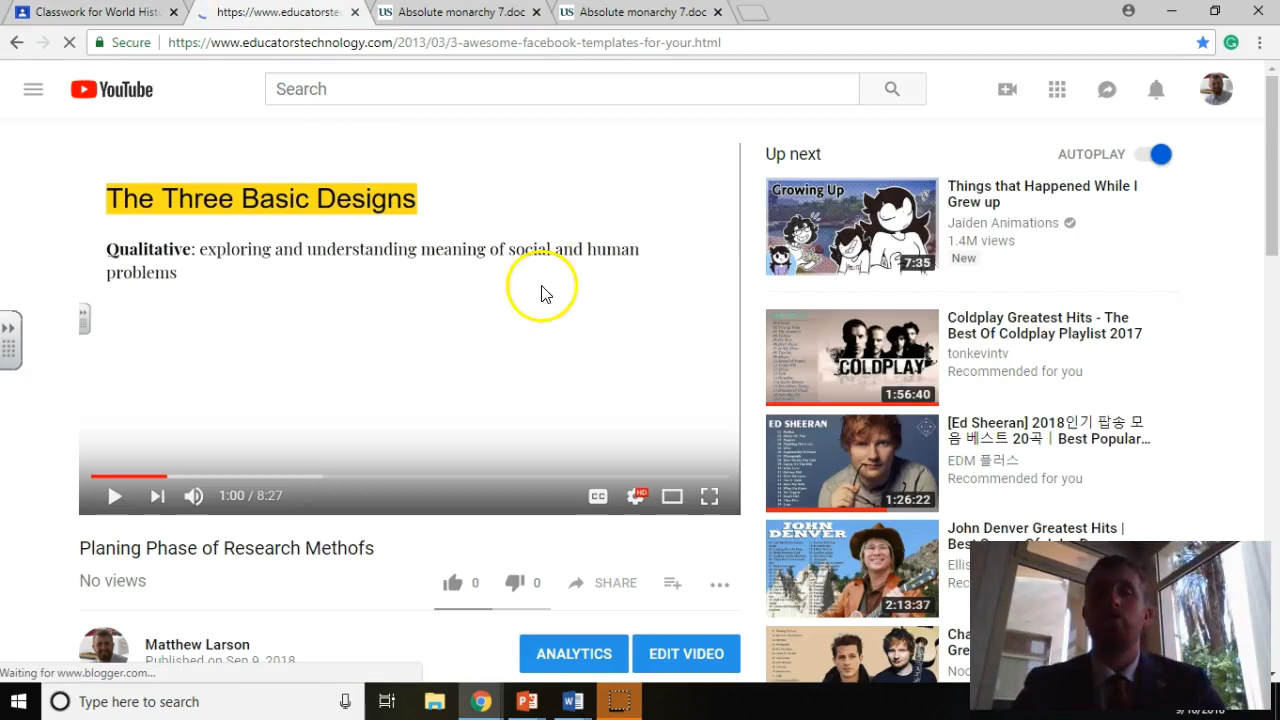 Classwork for World Hist
https://www.educatorste
Absolute monarchy 7.doc
Absolute monarchy 7.doc
Secure
https://www.educatorstechnology.com/2013/03/3-awesome-facebook-templates-for-your.html
YouTube
Search
The Three Basic Designs
Qualitative: exploring and understanding meaning of social and human
problems
1:00 / 8:27
CC
HD
Planing Phase of Research Methofs
No views
0
0
SHARE
Matthew Larson
Published on Sep 9, 2018
ANALYTICS
EDIT VIDEO
Up next
AUTOPLAY
Growing Up
7:35
Things that Happened While I
Grew up
Jaiden Animations
1.4M views
New
COLDPLAY
1:56:40
Coldplay Greatest Hits - The
Best Of Coldplay Playlist 2017
tonkevintv
Recommended for you
ED SHEERAN
1:26:22
[Ed Sheeran] 2018인기 팝송 모
음 베스트 20곡 | Best Popular...
EDM 플러스
Recommended for you
JOHN
DENVER
2:13:37
John Denver Greatest Hits |
Ellis
Rec
Cha
Gre
Noc
Waiting for www.blogger.com...
Type here to search